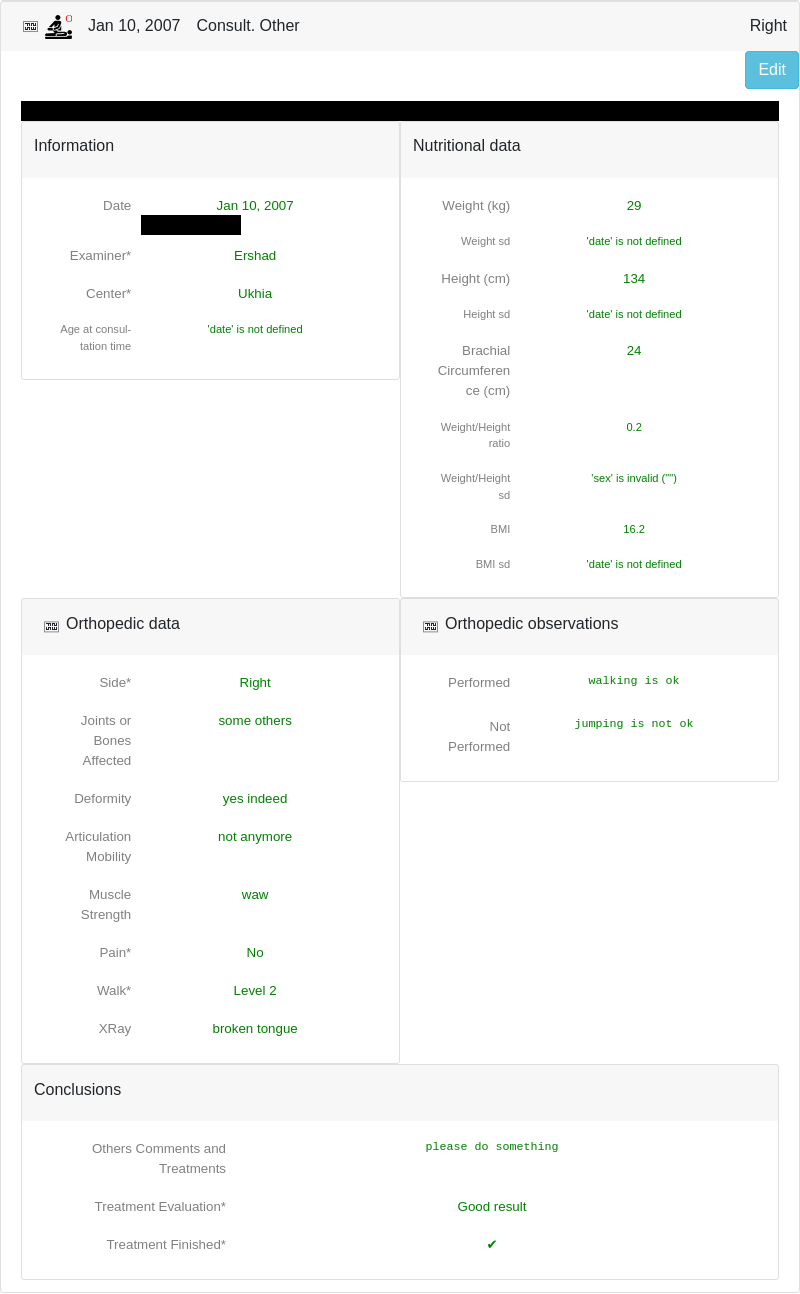 Jan 10, 2007 Consult. Other Right
Edit
Information
Date Jan 10, 2007
Examiner* Ershad
Center* Ukhia
Age at consul- 'date' is not defined
tation time
Nutritional data
Weight (kg) 29
Weight sd 'date' is not defined
Height (cm) 134
Height sd 'date' is not defined
Brachial 24
Circumferen
ce (cm)
Weight/Height 0.2
ratio
Weight/Height 'sex' is invalid ("")
sd
BMI 16.2
BMI sd 'date' is not defined
Orthopedic data
Side* Right
Joints or some others
Bones
Affected
Deformity yes indeed
Articulation not anymore
Mobility
Muscle waw
Strength
Pain* No
Walk* Level 2
XRay broken tongue
Orthopedic observations
Performed walking is ok
Not jumping is not ok
Performed
Conclusions
Others Comments and please do something
Treatments
Treatment Evaluation* Good result
Treatment Finished* ✔